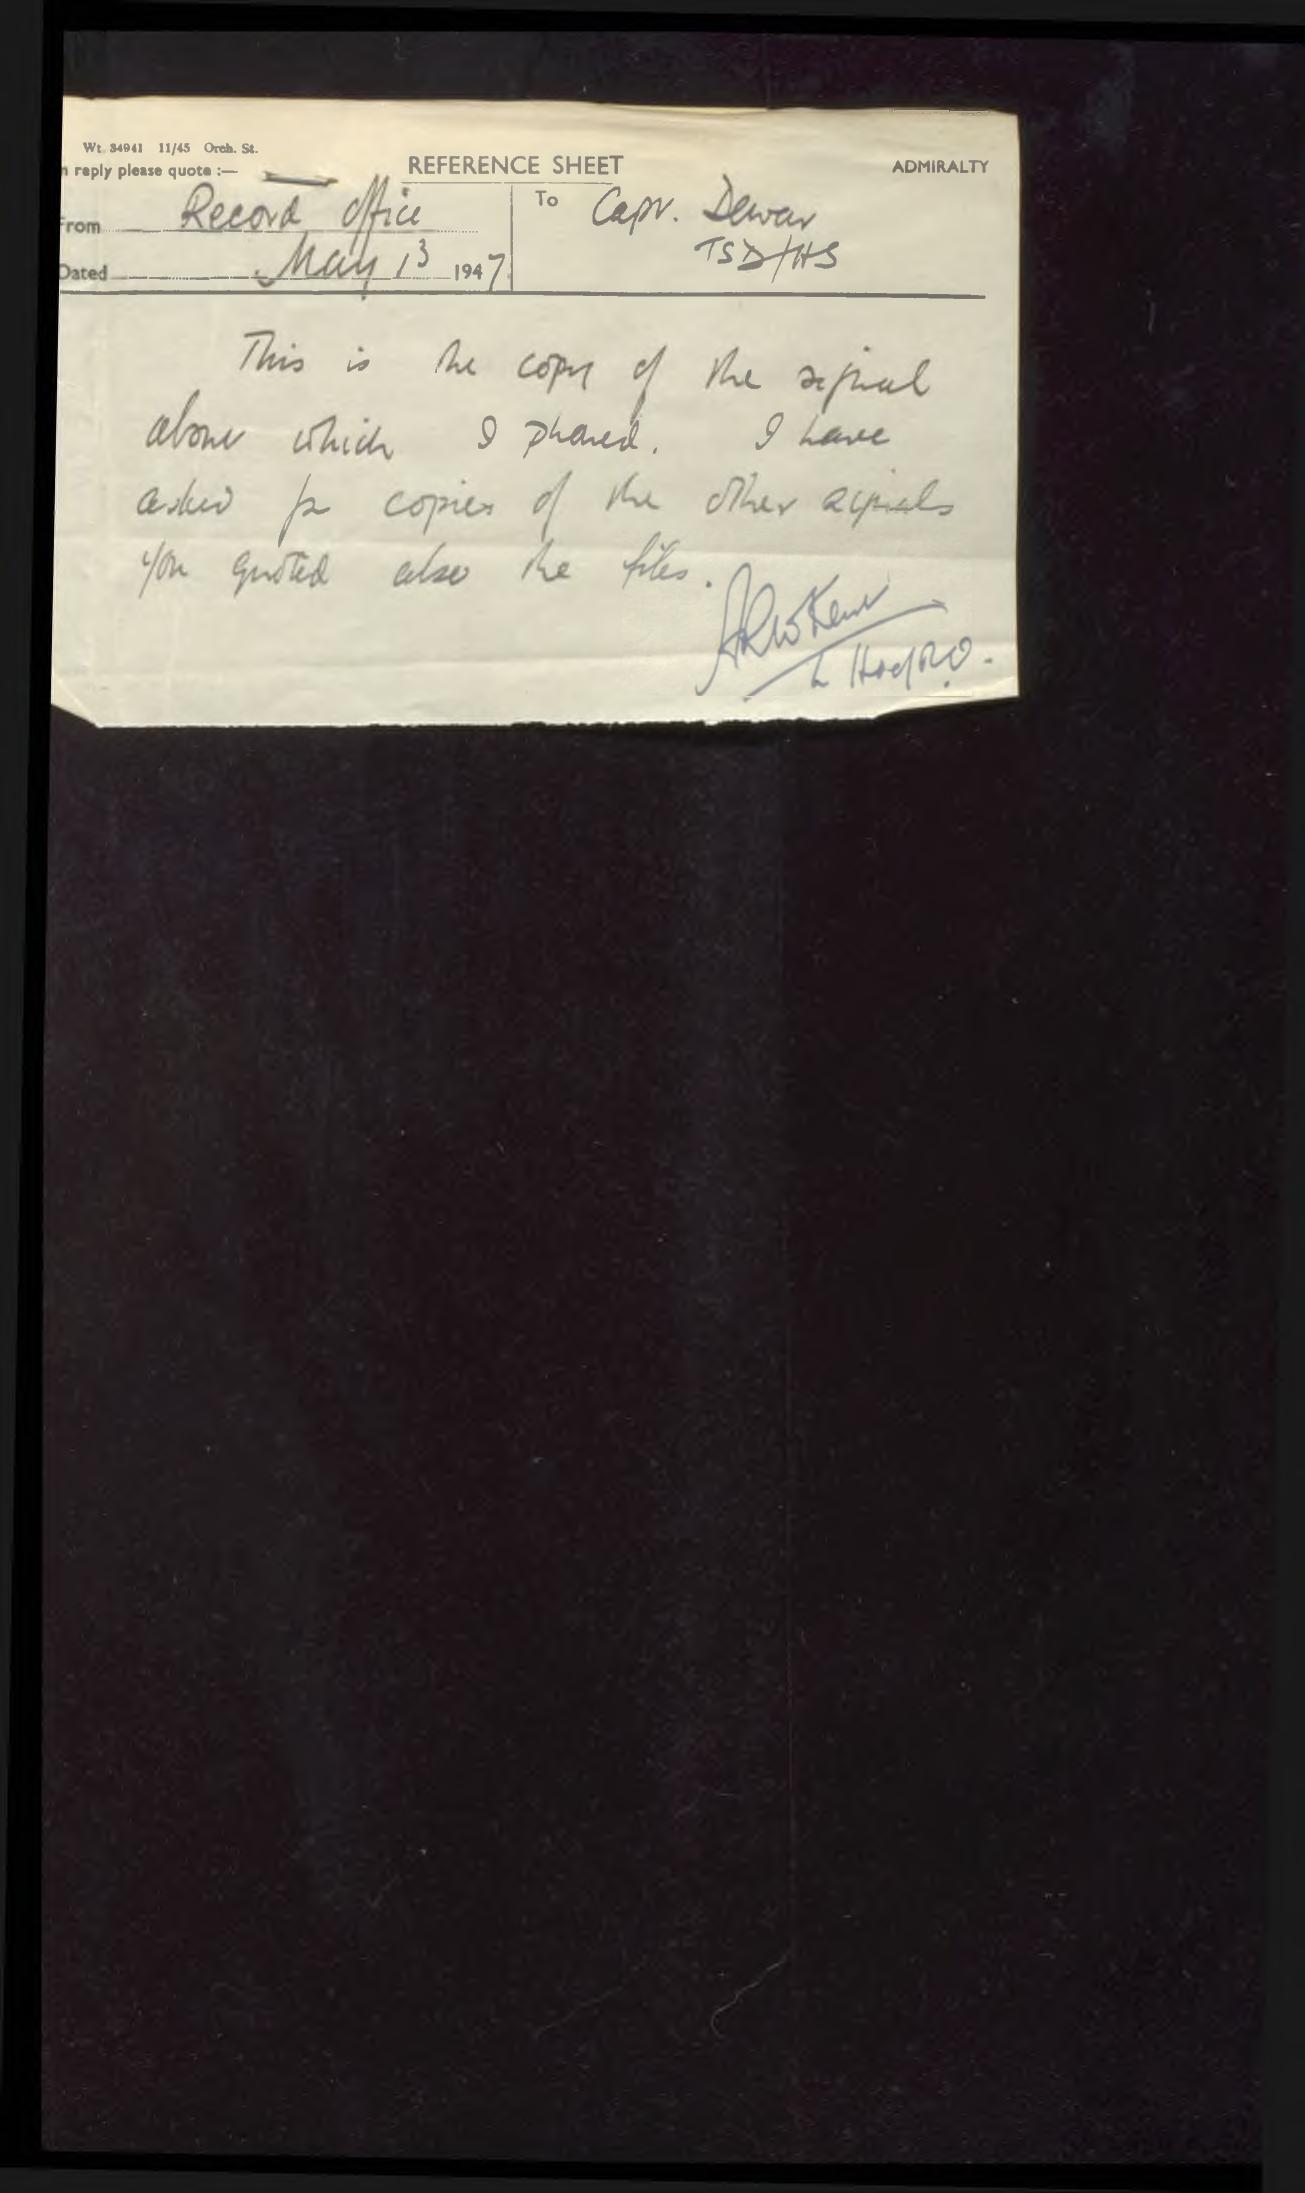 Wt. 34941 11/45 Orch. St.
n reply please quote :— REFERENCE SHEET ADMIRALTY
From Record Office To Capt. Dewar
TSD/HS
Dated May 13 1947
This is the copy of the signal
about which I phoned. I have
asked for copies of the other signals
you quoted also the files.
for H of R.O.